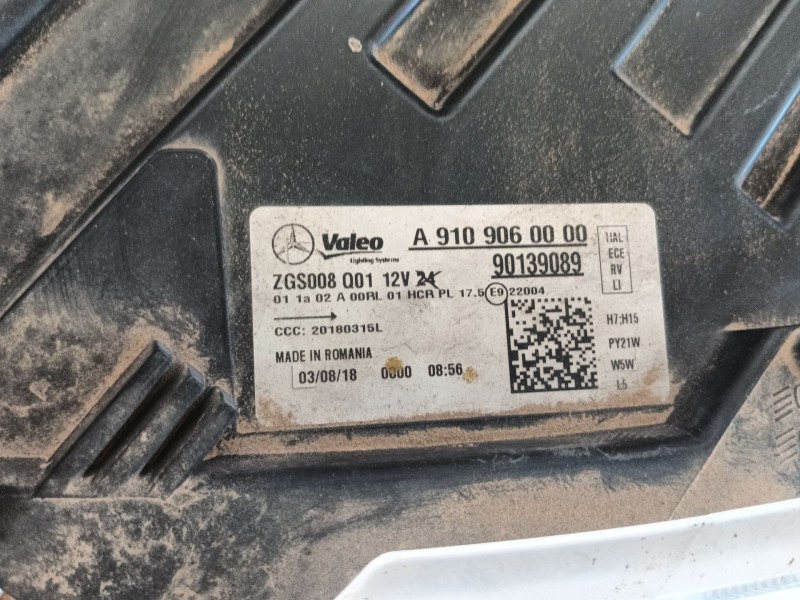 Valeo A 910 906 00 00
Lighting Systems
ZGS008 Q01 12V 24 90139089
01 1a 02 A 00RL 01 HCR PL 17.5 E9 22004
CCC: 20180315L
MADE IN ROMANIA
03/08/18 0000 08:56
HAL
ECE
RV
LI
H7;H15
PY21W
W5W